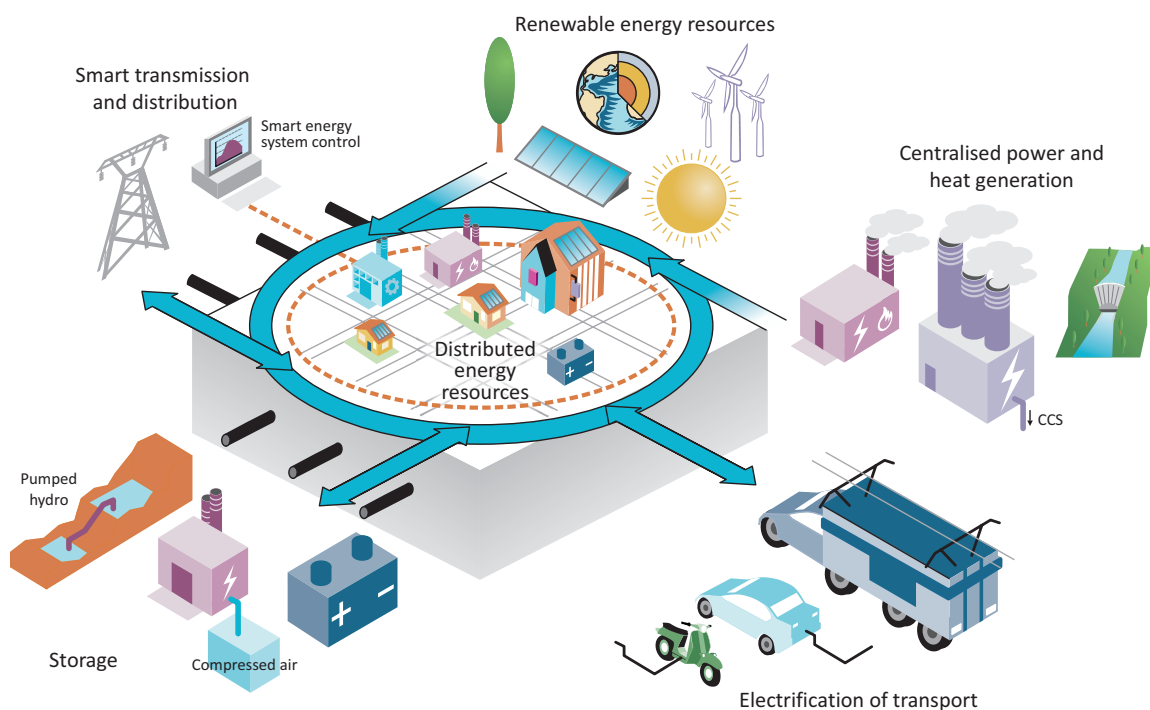 Renewable energy resources
Smart transmission
and distribution
Smart energy
system control
Centralised power and
heat generation
CCS
Distributed
energy
resources
Pumped
hydro
Storage
Compressed air
Electrification of transport